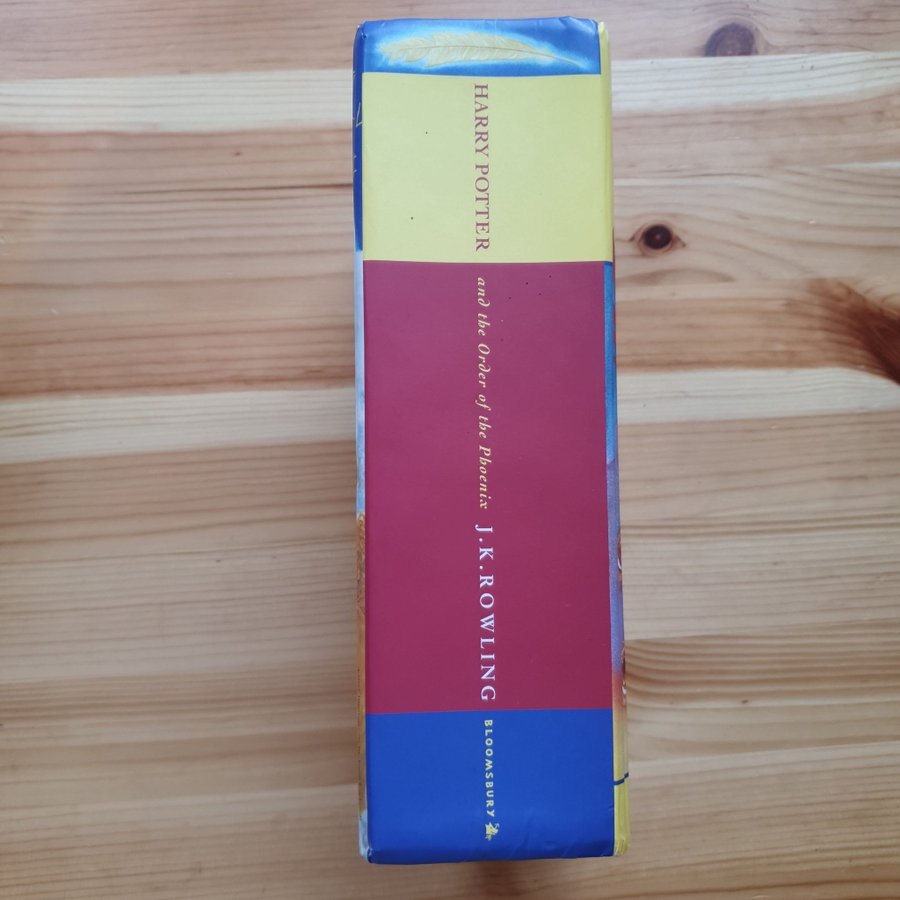 HARRY POTTER
and the Order of the Phoenix
J.K.ROWLING
BLOOMSBURY